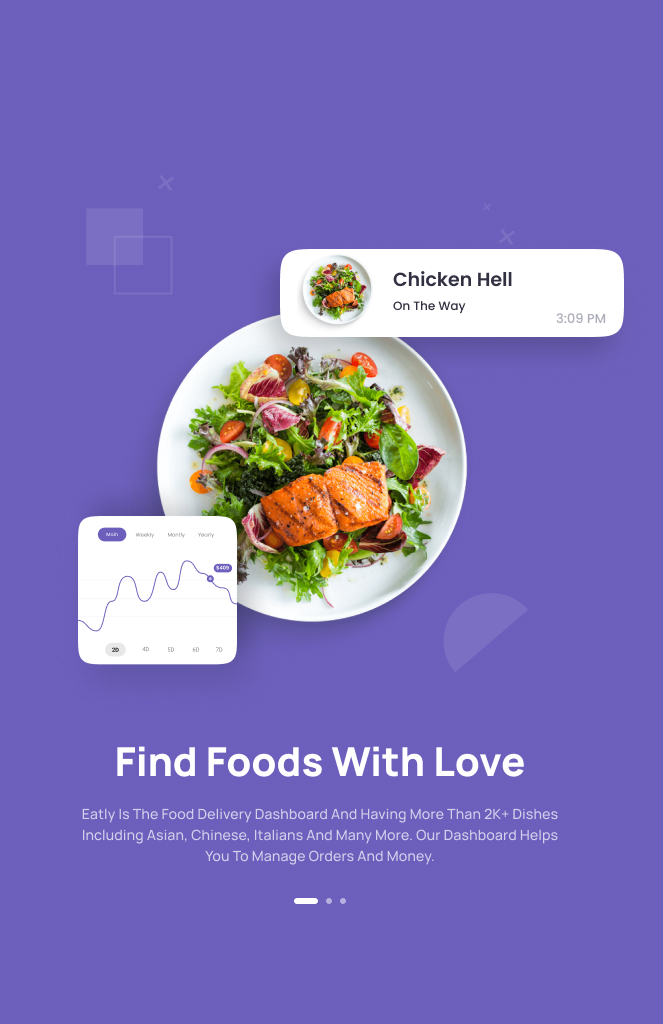 Chicken Hell
On The Way
3:09 PM
Main Weekly Mantly Yearly
$409
2D 4D 5D 6D 7D
Find Foods With Love
Eatly Is The Food Delivery Dashboard And Having More Than 2K+ Dishes
Including Asian, Chinese, Italians And Many More. Our Dashboard Helps
You To Manage Orders And Money.